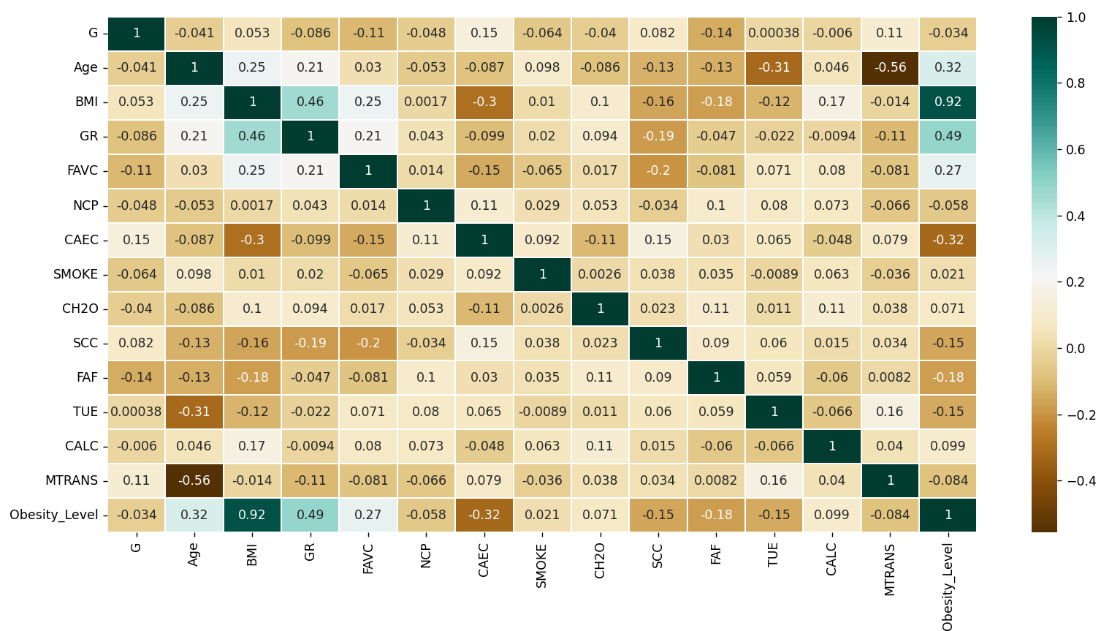 G 1 -0.041 0.053 -0.086 -0.11 -0.048 0.15 -0.064 -0.04 0.082 -0.14 0.00038 -0.006 0.11 -0.034
Age -0.041 1 0.25 0.21 0.03 -0.053 -0.087 0.098 -0.086 -0.13 -0.13 -0.31 0.046 -0.56 0.32
BMI 0.053 0.25 1 0.46 0.25 0.0017 -0.3 0.01 0.1 -0.16 -0.18 -0.12 0.17 -0.014 0.92
GR -0.086 0.21 0.46 1 0.21 0.043 -0.099 0.02 0.094 -0.19 -0.047 -0.022 -0.0094 -0.11 0.49
FAVC -0.11 0.03 0.25 0.21 1 0.014 -0.15 -0.065 0.017 -0.2 -0.081 0.071 0.08 -0.081 0.27
NCP -0.048 -0.053 0.0017 0.043 0.014 1 0.11 0.029 0.053 -0.034 0.1 0.08 0.073 -0.066 -0.058
CAEC 0.15 -0.087 -0.3 -0.099 -0.15 0.11 1 0.092 -0.11 0.15 0.03 0.065 -0.048 0.079 -0.32
SMOKE -0.064 0.098 0.01 0.02 -0.065 0.029 0.092 1 0.0026 0.038 0.035 -0.0089 0.063 -0.036 0.021
CH2O -0.04 -0.086 0.1 0.094 0.017 0.053 -0.11 0.0026 1 0.023 0.11 0.011 0.11 0.038 0.071
SCC 0.082 -0.13 -0.16 -0.19 -0.2 -0.034 0.15 0.038 0.023 1 0.09 0.06 0.015 0.034 -0.15
FAF -0.14 -0.13 -0.18 -0.047 -0.081 0.1 0.03 0.035 0.11 0.09 1 0.059 -0.06 0.0082 -0.18
TUE 0.00038 -0.31 -0.12 -0.022 0.071 0.08 0.065 -0.0089 0.011 0.06 0.059 1 -0.066 0.16 -0.15
CALC -0.006 0.046 0.17 -0.0094 0.08 0.073 -0.048 0.063 0.11 0.015 -0.06 -0.066 1 0.04 0.099
MTRANS 0.11 -0.56 -0.014 -0.11 -0.081 -0.066 0.079 -0.036 0.038 0.034 0.0082 0.16 0.04 1 -0.084
Obesity_Level -0.034 0.32 0.92 0.49 0.27 -0.058 -0.32 0.021 0.071 -0.15 -0.18 -0.15 0.099 -0.084 1
G Age BMI GR FAVC NCP CAEC SMOKE CH2O SCC FAF TUE CALC MTRANS Obesity_Level
1.0
0.8
0.6
0.4
0.2
0.0
−0.2
−0.4